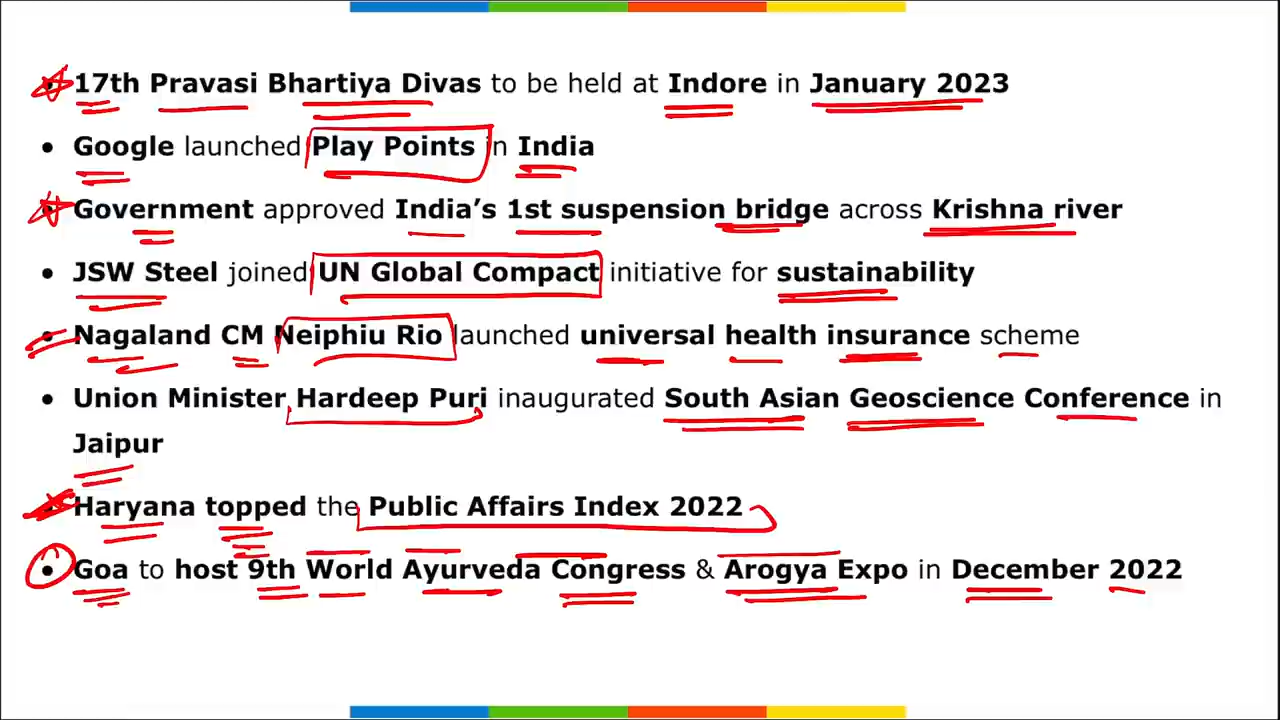 • 17th Pravasi Bhartiya Divas to be held at Indore in January 2023
• Google launched Play Points in India
• Government approved India's 1st suspension bridge across Krishna river
• JSW Steel joined UN Global Compact initiative for sustainability
• Nagaland CM Neiphiu Rio launched universal health insurance scheme
• Union Minister Hardeep Puri inaugurated South Asian Geoscience Conference in
Jaipur
• Haryana topped the Public Affairs Index 2022
• Goa to host 9th World Ayurveda Congress & Arogya Expo in December 2022